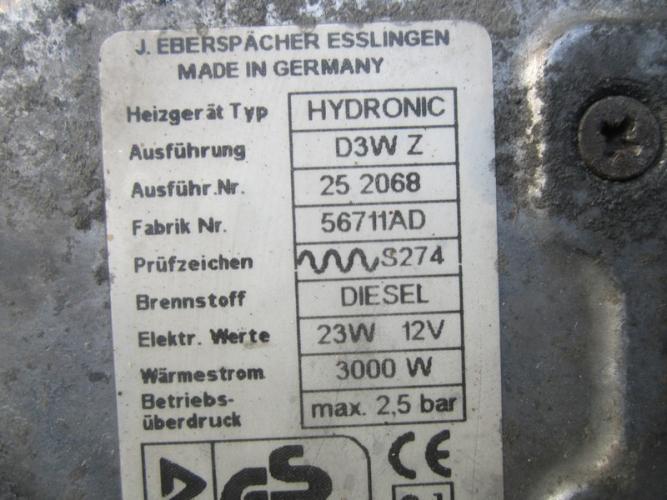 J. EBERSPÄCHER ESSLINGEN
MADE IN GERMANY
Heizgerät Typ HYDRONIC
Ausführung D3W Z
Ausführ.Nr. 25 2068
Fabrik Nr. 56711AD
Prüfzeichen S274
Brennstoff DIESEL
Elektr. Werte 23W 12V
Wärmestrom 3000 W
Betriebs-
überdruck max. 2,5 bar
GS CE